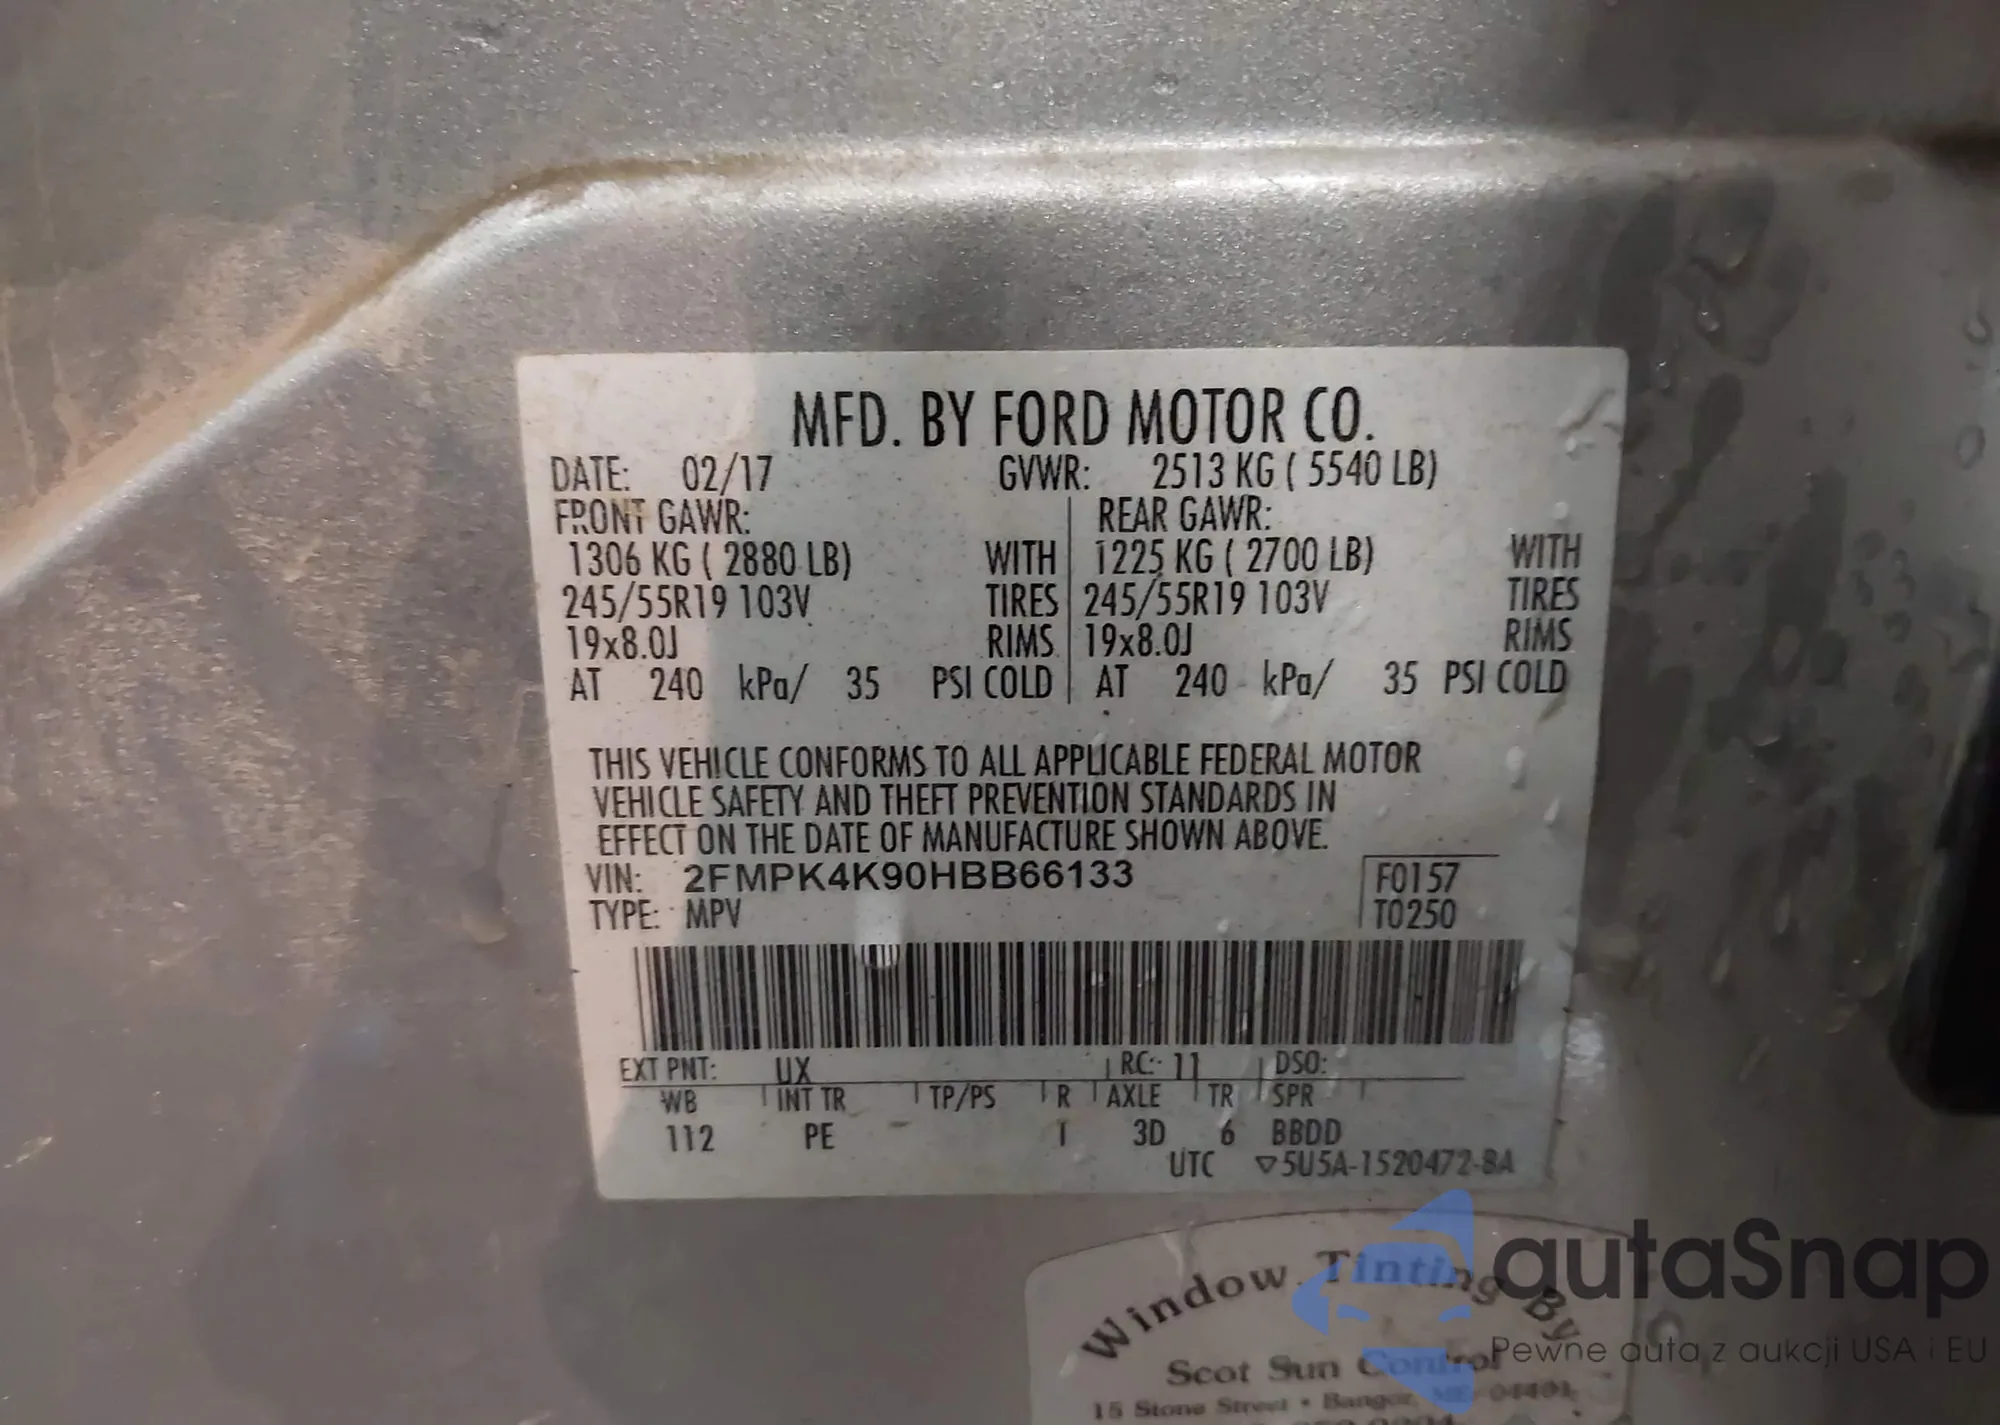 MFD. BY FORD MOTOR CO.
DATE: 02/17 GVWR: 2513 KG ( 5540 LB)
FRONT GAWR: REAR GAWR:
1306 KG ( 2880 LB) WITH 1225 KG ( 2700 LB) WITH
245/55R19 103V TIRES 245/55R19 103V TIRES
19x8.0J RIMS 19x8.0J RIMS
AT 240 kPa/ 35 PSI COLD AT 240 kPa/ 35 PSI COLD
THIS VEHICLE CONFORMS TO ALL APPLICABLE FEDERAL MOTOR
VEHICLE SAFETY AND THEFT PREVENTION STANDARDS IN
EFFECT ON THE DATE OF MANUFACTURE SHOWN ABOVE.
VIN: 2FMPK4K90HBB66133 F0157
TYPE: MPV T0250
EXT PNT: UX RC: 11 DSO:
WB INT TR TP/PS R AXLE TR SPR
112 PE I 3D 6 BBDD
UTC ▽5U5A-1520472-BA
Window Tinting By
Scot Sun Control
15 Stone Street • Bangor, ME 04401
autaSnap
Pewne auta z aukcji USA i EU